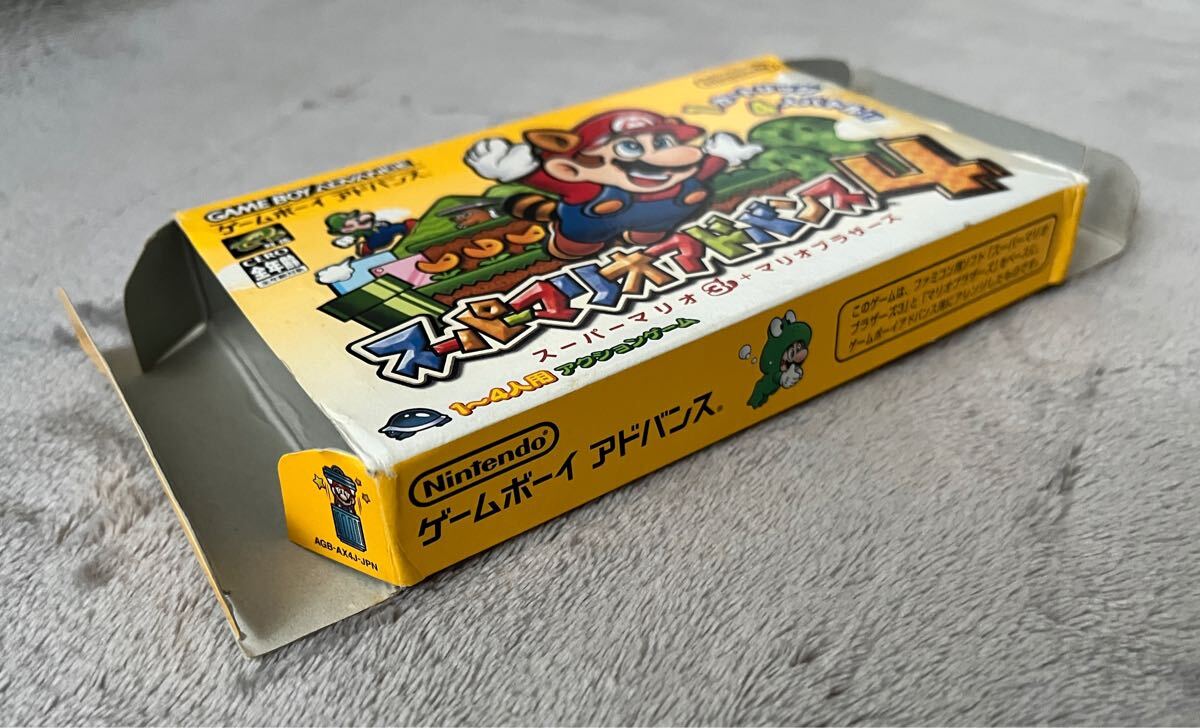 GAME BOY ADVANCE
ゲームボーイ アドバンス
CERO
全年齢
スーパーマリオアドバンス4
スーパーマリオ3+マリオブラザーズ
1〜4人用 アクションゲーム
Nintendo
ゲームボーイ アドバンス®
このゲームは、ファミコン用ソフト「スーパーマリオ
ブラザーズ3」と「マリオブラザーズ」をベースに、
ゲームボーイアドバンス用にアレンジしたものです。
AGB-AX4J-JPN